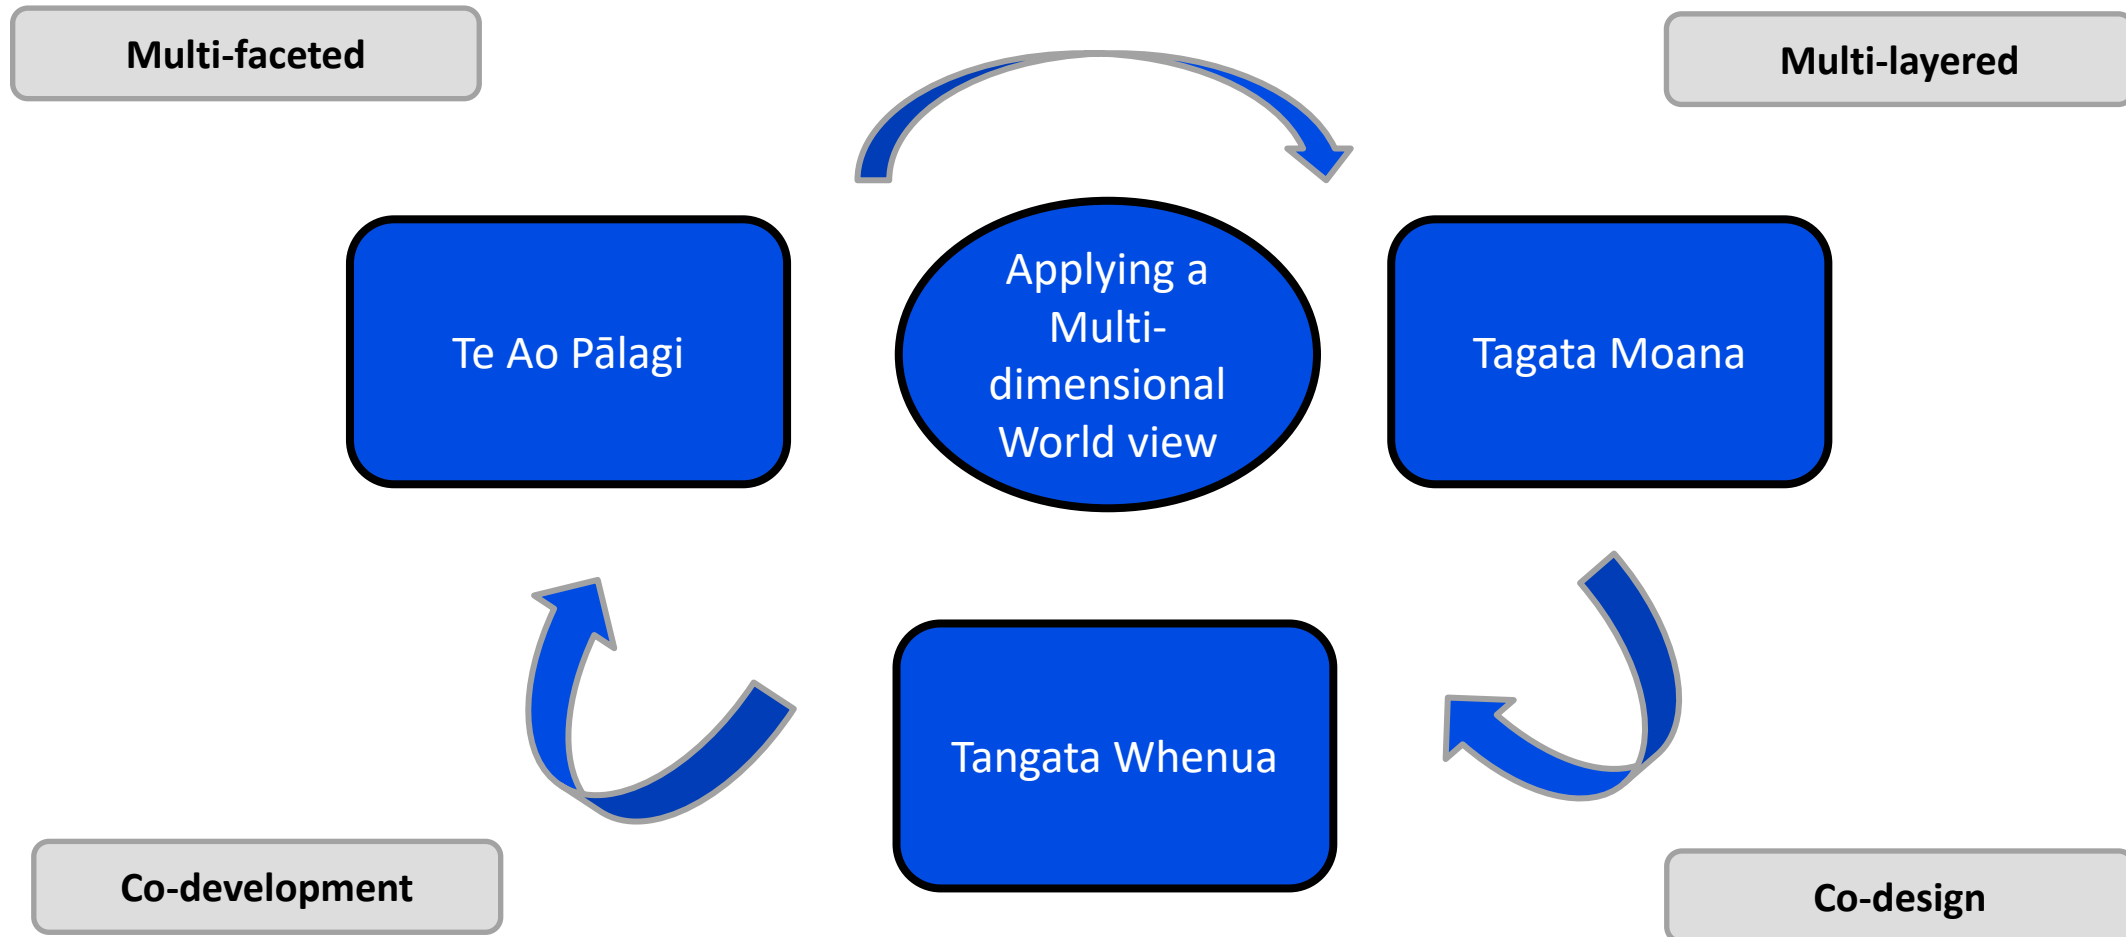 Multi-faceted
Multi-layered
Te Ao Pālagi
Applying a
Multi-
dimensional
World view
Tagata Moana
Tangata Whenua
Co-development
Co-design